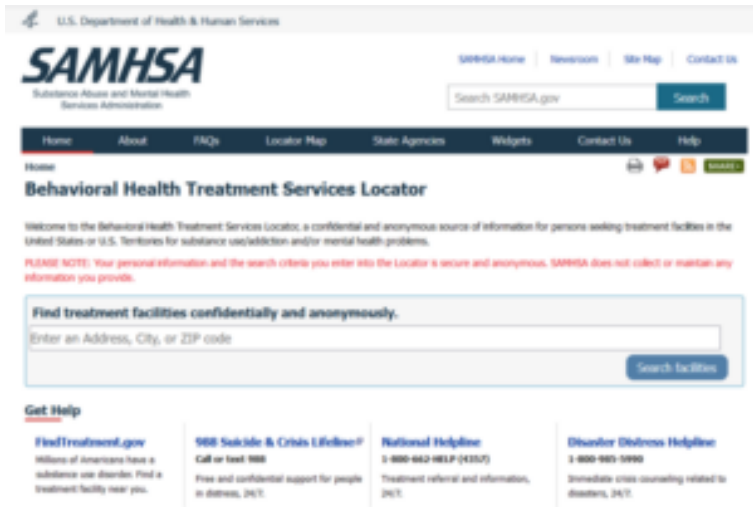 U.S. Department of Health & Human Services
SAMHSA
Substance Abuse and Mental Health
Services Administration
SAMHSA Home Newsroom Site Map Contact Us
Search SAMHSA.gov Search
Home About FAQs Locator Map State Agencies Widgets Contact Us Help
Home
SHARE+
Behavioral Health Treatment Services Locator
Welcome to the Behavioral Health Treatment Services Locator, a confidential and anonymous source of information for persons seeking treatment facilities in the
United States or U.S. Territories for substance use/addiction and/or mental health problems.
PLEASE NOTE: Your personal information and the search criteria you enter into the Locator is secure and anonymous. SAMHSA does not collect or maintain any
information you provide.
Find treatment facilities confidentially and anonymously.
Enter an Address, City, or ZIP code
Search facilities
Get Help
FindTreatment.gov
Millions of Americans have a
substance use disorder. Find a
treatment facility near you.
988 Suicide & Crisis Lifeline
Call or text 988
Free and confidential support for people
in distress, 24/7.
National Helpline
1-800-662-HELP (4357)
Treatment referral and information,
24/7.
Disaster Distress Helpline
1-800-985-5990
Immediate crisis counseling related to
disasters, 24/7.